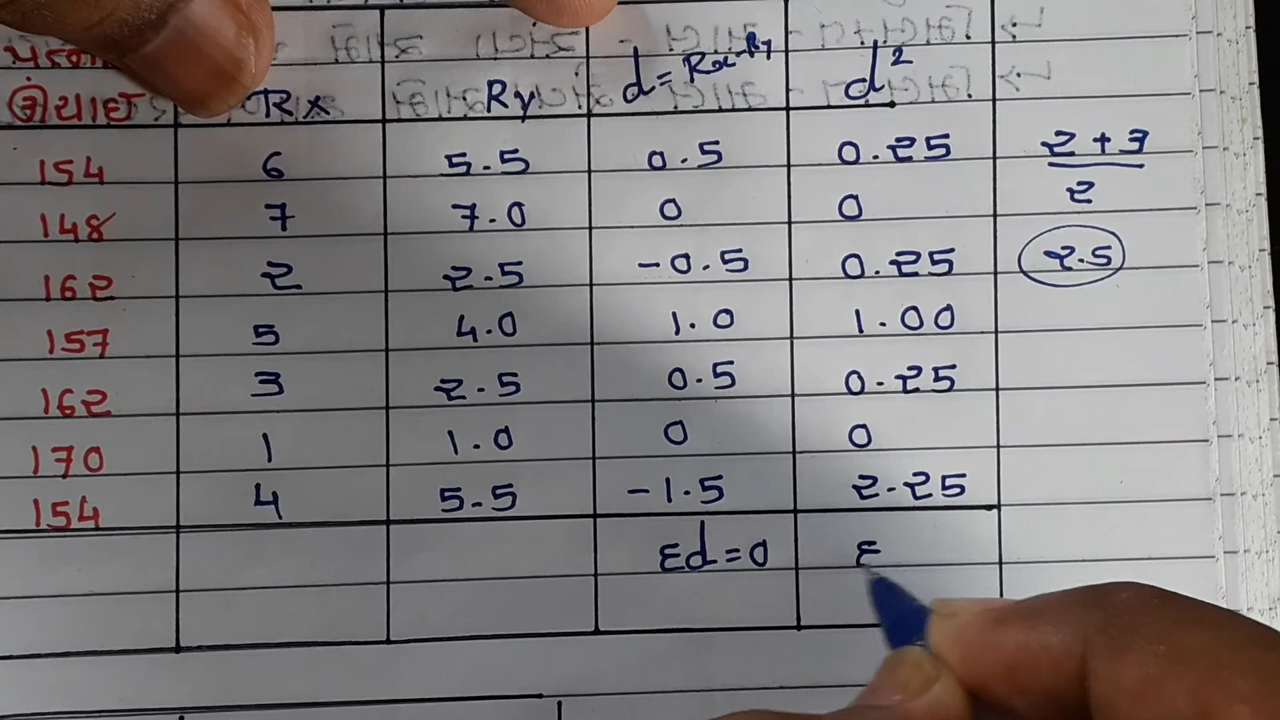 Rx Ry d=Rx-Ry d²
154 6 5.5 0.5 0.25 2+3
148 7 7.0 0 0 2
162 2 2.5 -0.5 0.25 2.5
157 5 4.0 1.0 1.00
162 3 2.5 0.5 0.25
170 1 1.0 0 0
154 4 5.5 -1.5 2.25
Σd=0 Σ